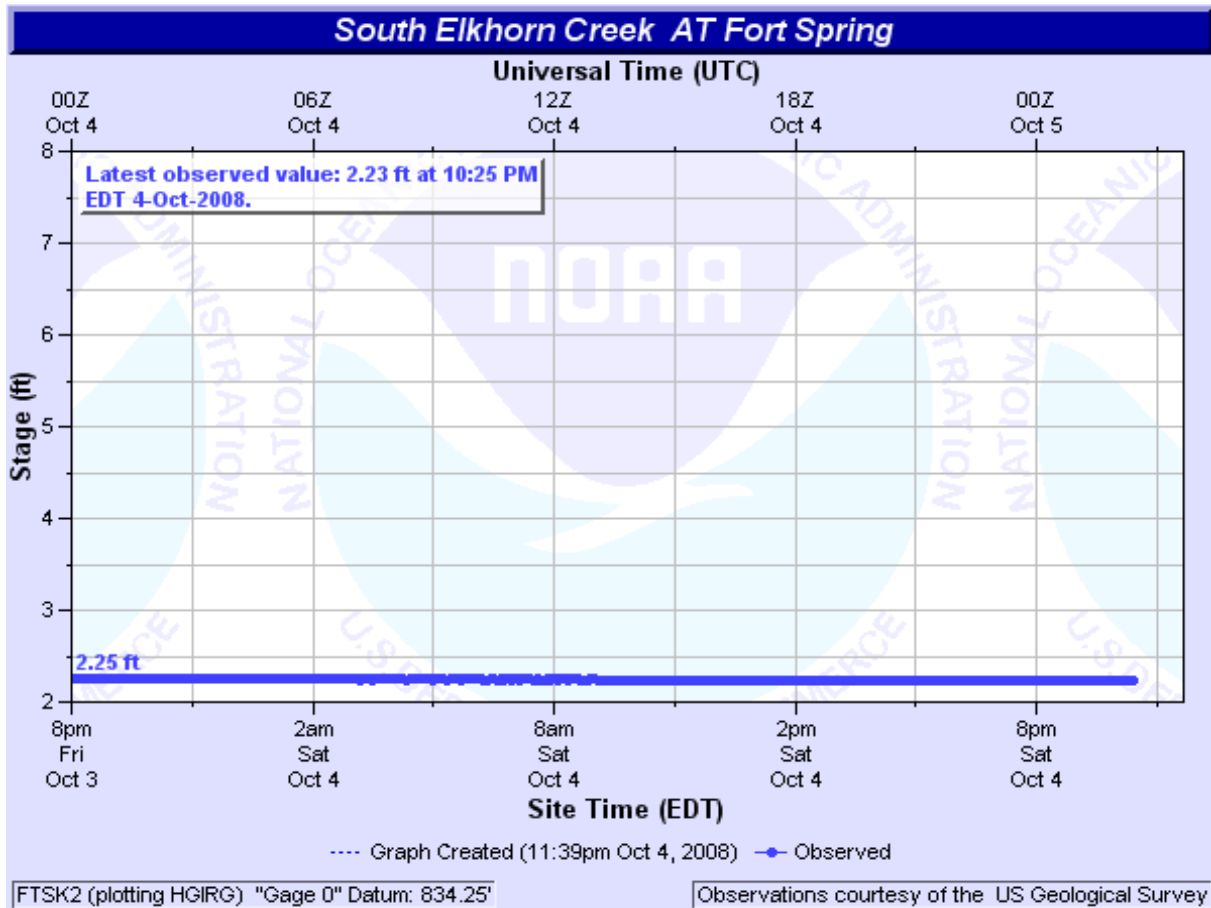 South Elkhorn Creek AT Fort Spring
Universal Time (UTC)
00Z 06Z 12Z 18Z 00Z
Oct 4 Oct 4 Oct 4 Oct 4 Oct 5
Latest observed value: 2.23 ft at 10:25 PM
EDT 4-Oct-2008.
NOAA
NATIONAL OCEANIC
ADMINISTRATION
U.S.DE
MERCE
Stage (ft)
8
7
6
5
4
3
2
2.25 ft
8pm 2am 8am 2pm 8pm
Fri Sat Sat Sat Sat
Oct 3 Oct 4 Oct 4 Oct 4 Oct 4
Site Time (EDT)
---- Graph Created (11:39pm Oct 4, 2008) Observed
FTSK2 (plotting HGIRG) "Gage 0" Datum: 834.25' Observations courtesy of the US Geological Survey